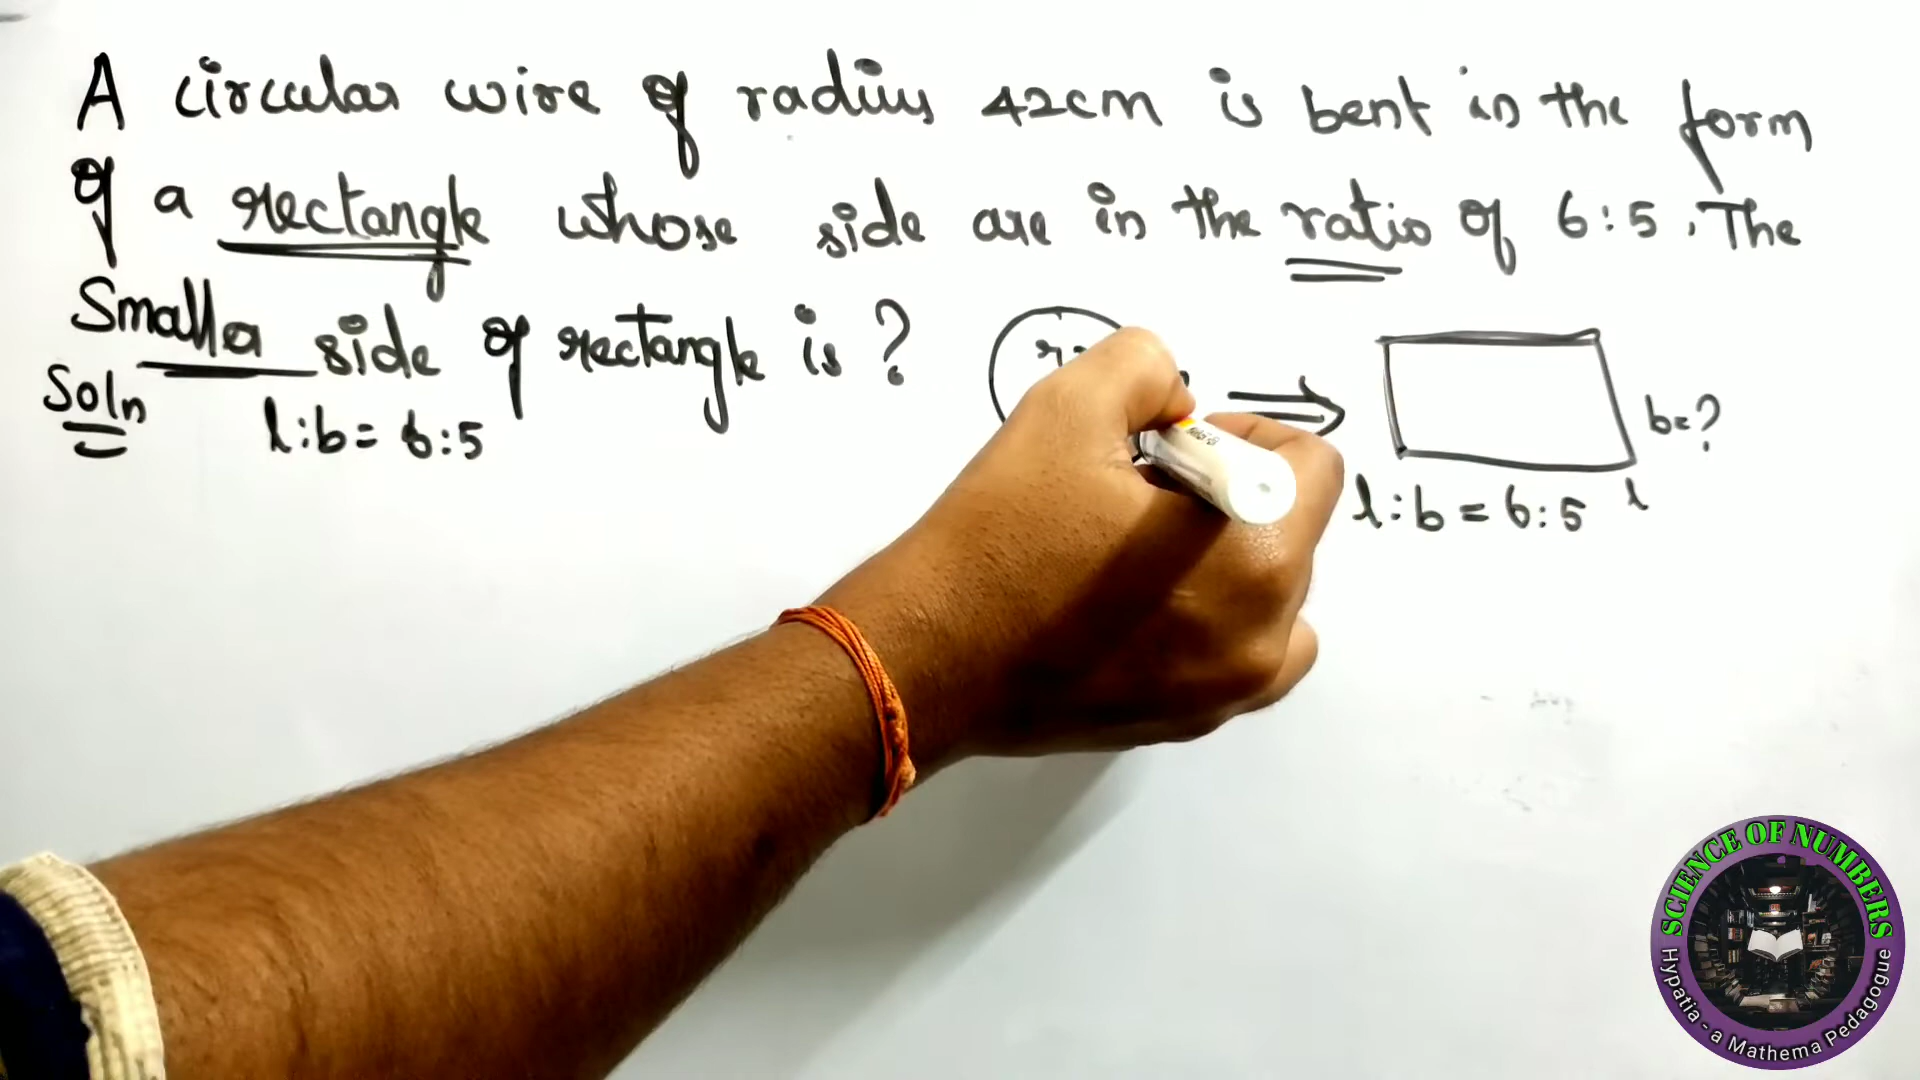 A circular wire of radius 42cm is bent in the form
of a rectangle whose side are in the ratio of 6:5. The
Smaller side of rectangle is ?
Soln
l:b= 6:5
b=?
l:b = 6:5 l
SCIENCE OF NUMBERS
Hypatia - a Mathema Pedagogue